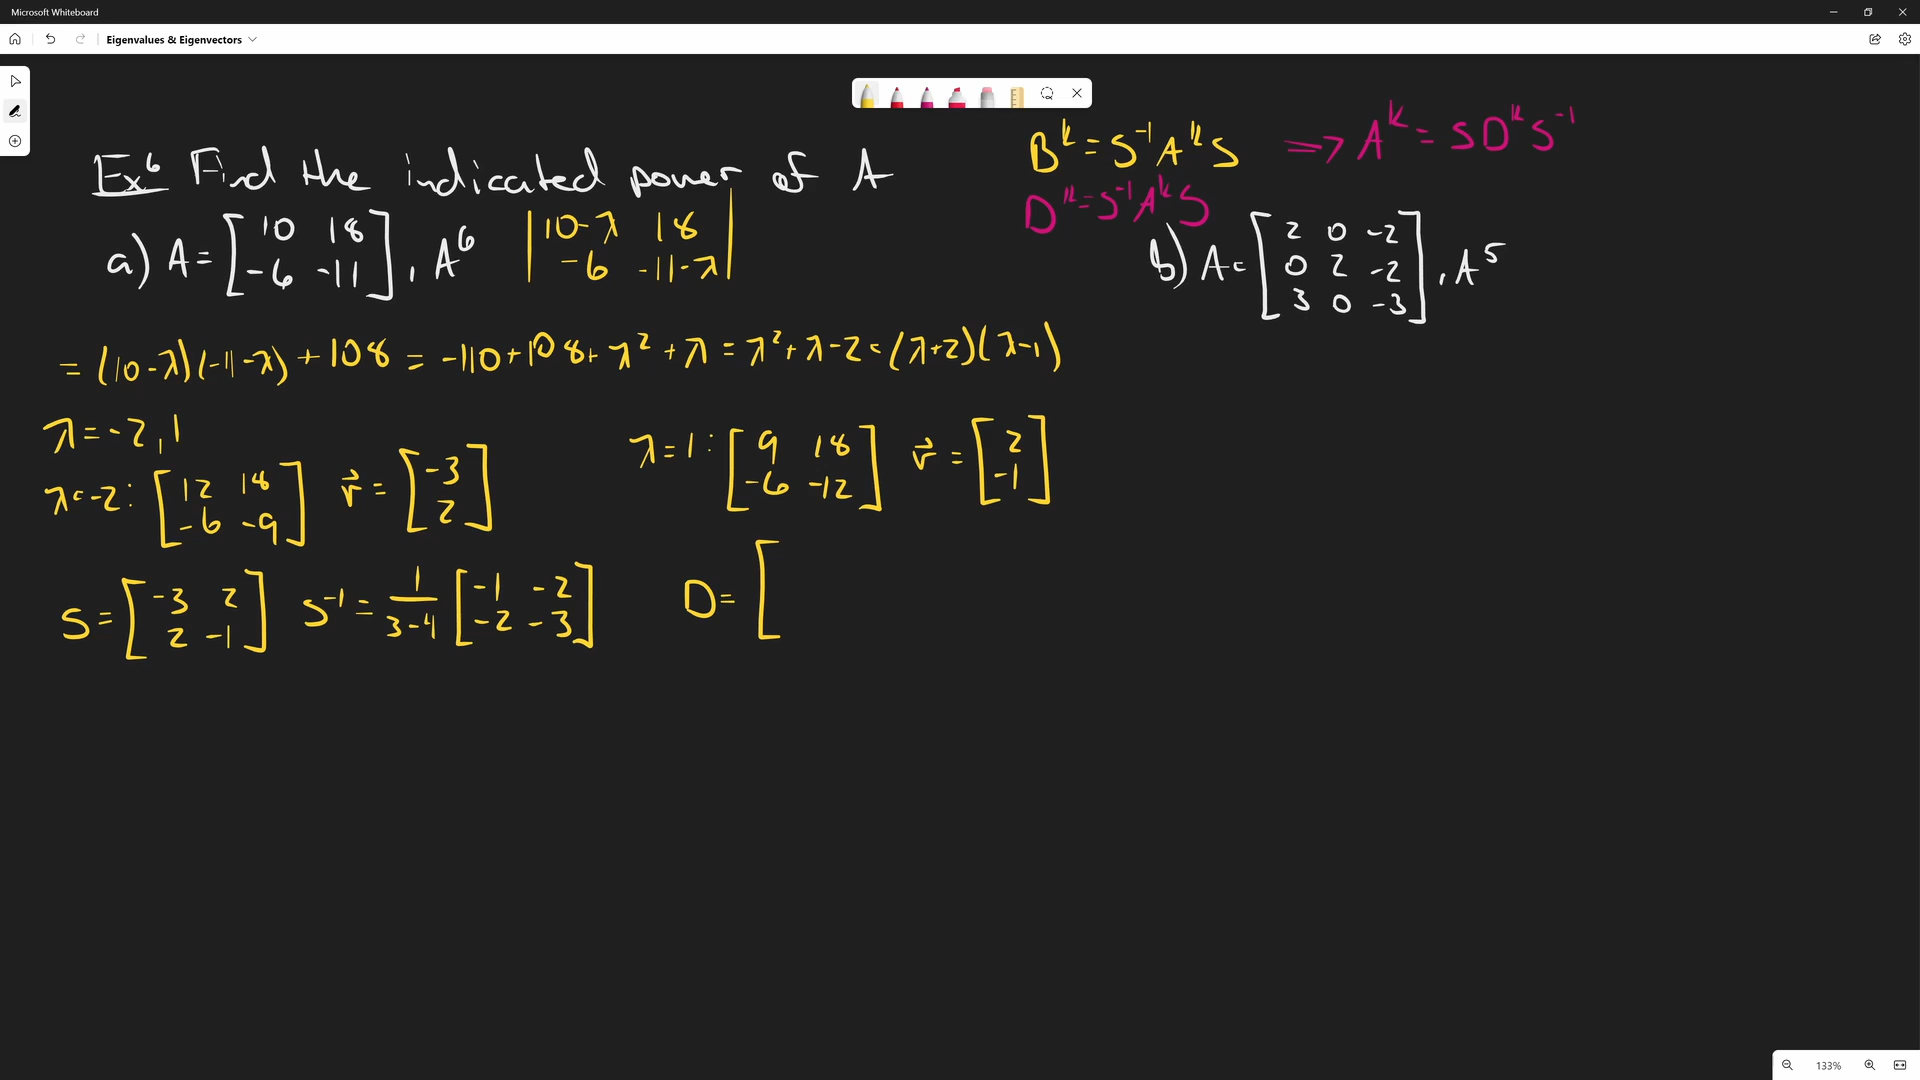 Microsoft Whiteboard
Eigenvalues & Eigenvectors
Ex 6 Find the indicated power of A
B^k = S^-1 A^k S ⟹ A^k = S D^k S^-1
D^k = S^-1 A^k S
a) A = [10 18; -6 -11], A^6 |10-λ 18; -6 -11-λ|
b) A = [2 0 -2; 0 2 -2; 3 0 -3], A^5
= (10-λ)(-11-λ) + 108 = -110 + 108 + λ² + λ = λ² + λ - 2 = (λ+2)(λ-1)
λ = -2, 1
λ = -2: [12 18; -6 -9] v⃗ = [-3; 2] λ = 1: [9 18; -6 -12] v⃗ = [2; -1]
S = [-3 2; 2 -1] S^-1 = 1/(3-4) [-1 -2; -2 -3] D = [
133%